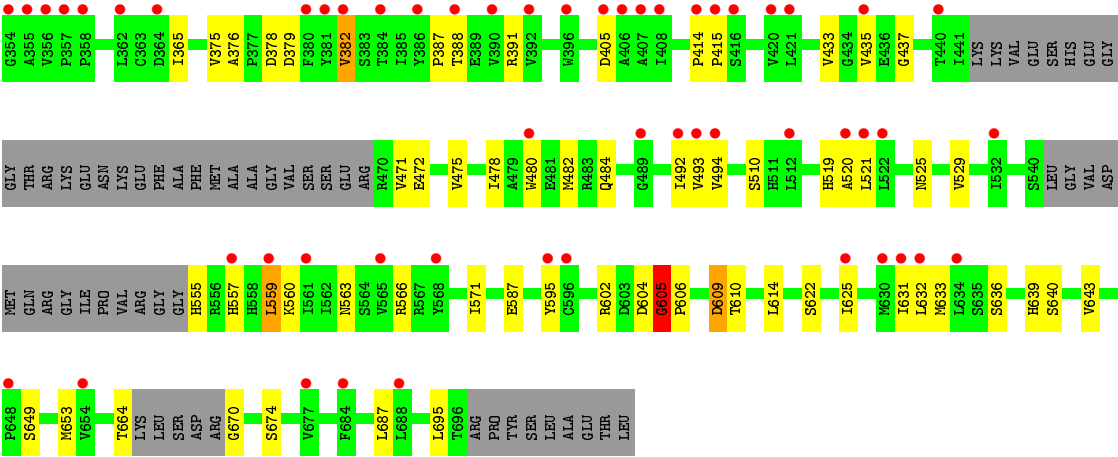 G354 A355 V356 P357 P358 L362 C363 D364 I365 V375 A376 P377 D378 D379 F380 Y381 V382 S383 T384 I385 Y386 P387 T388 E389 V390 R391 V392 W396 D405 A406 A407 I408 P414 P415 S416 V420 L421 V433 G434 V435 E436 G437 T440 I441 LYS LYS VAL GLU SER HIS GLU GLY
GLY THR ARG LYS GLU ASN LYS GLU PHE ALA PHE MET ALA ALA GLY VAL SER SER GLU ARG R470 V471 E472 V475 I478 A479 W480 E481 M482 R483 Q484 G489 I492 V493 V494 S510 H511 L512 H519 A520 L521 L522 N525 V529 I532 S540 LEU GLY VAL ASP
MET GLN ARG GLY ILE PRO VAL ARG GLY GLY H555 R556 H557 H558 L559 K560 I561 I562 N563 S564 V565 R566 R567 Y568 I571 E587 Y595 C596 R602 D603 D604 G605 P606 D609 T610 L614 S622 I625 M630 I631 L632 M633 L634 S635 S636 H639 S640 V643
P648 S649 M653 V654 T664 LYS LEU SER ASP ARG G670 S674 V677 F684 L687 L688 L695 T696 ARG PRO TYR SER LEU ALA GLU THR LEU